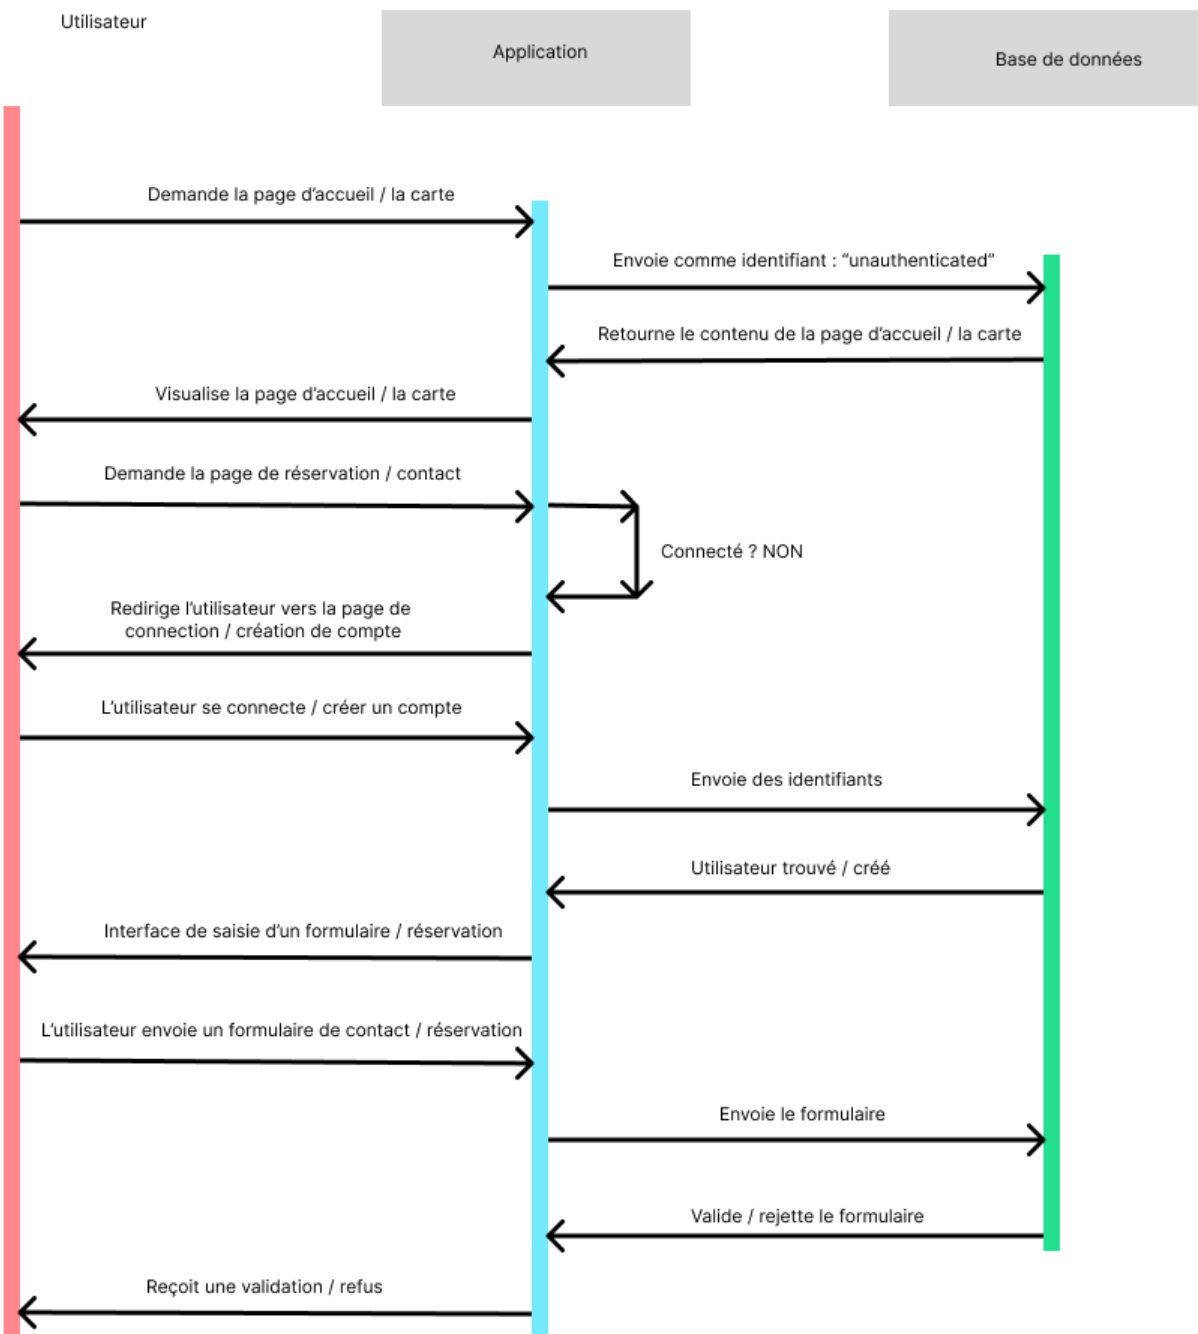 Utilisateur
Application
Base de données
Demande la page d’accueil / la carte
Envoie comme identifiant : “unauthenticated”
Retourne le contenu de la page d’accueil / la carte
Visualise la page d’accueil / la carte
Demande la page de réservation / contact
Connecté ? NON
Redirige l’utilisateur vers la page de
connection / création de compte
L’utilisateur se connecte / créer un compte
Envoie des identifiants
Utilisateur trouvé / créé
Interface de saisie d’un formulaire / réservation
L’utilisateur envoie un formulaire de contact / réservation
Envoie le formulaire
Valide / rejette le formulaire
Reçoit une validation / refus